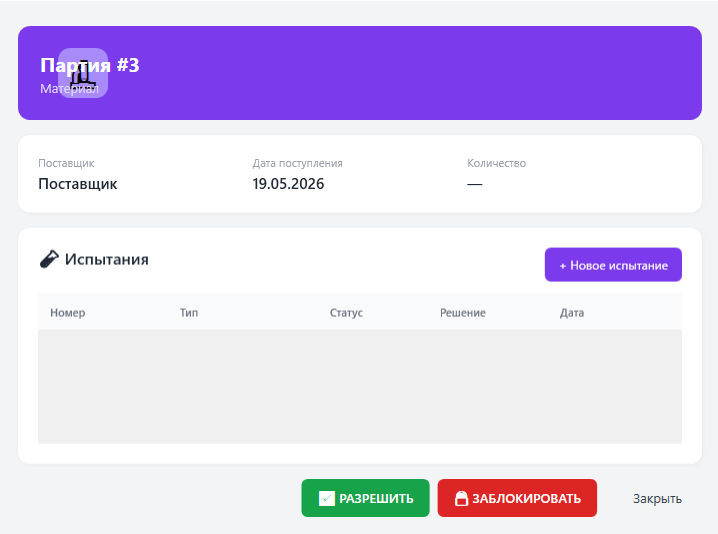 Партия #3
Материал
Поставщик Дата поступления Количество
Поставщик 19.05.2026 —
Испытания + Новое испытание
Номер Тип Статус Решение Дата
РАЗРЕШИТЬ ЗАБЛОКИРОВАТЬ Закрыть